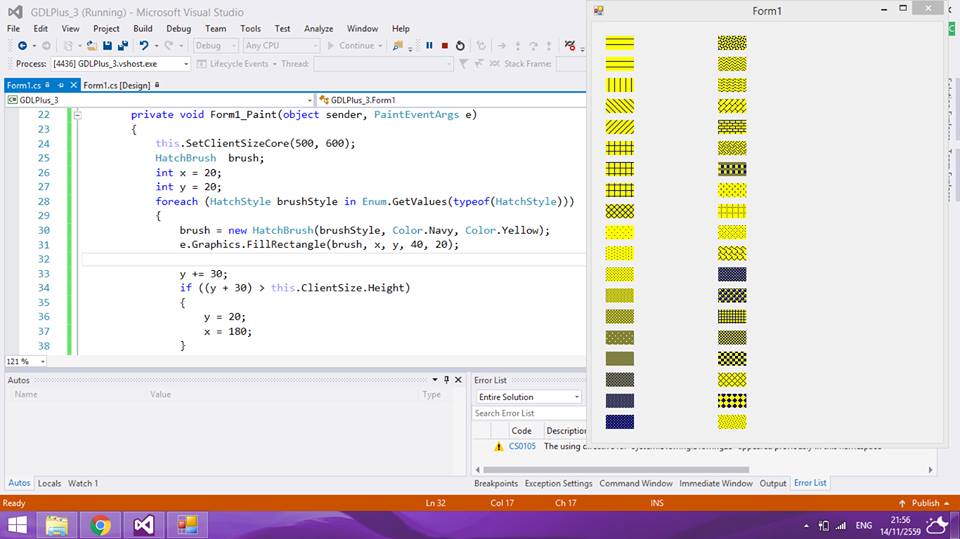 GDLPlus_3 (Running) - Microsoft Visual Studio
Form1
File Edit View Project Build Debug Team Tools Test Analyze Window Help
Debug Any CPU Continue
Process: [4436] GDLPlus_3.vshost.exe Lifecycle Events Thread: Stack Frame:
Form1.cs Form1.cs [Design]
GDLPlus_3 GDLPlus_3.Form1
22 private void Form1_Paint(object sender, PaintEventArgs e)
23 {
24 this.SetClientSizeCore(500, 600);
25 HatchBrush brush;
26 int x = 20;
27 int y = 20;
28 foreach (HatchStyle brushStyle in Enum.GetValues(typeof(HatchStyle)))
29 {
30 brush = new HatchBrush(brushStyle, Color.Navy, Color.Yellow);
31 e.Graphics.FillRectangle(brush, x, y, 40, 20);
32
33 y += 30;
34 if ((y + 30) > this.ClientSize.Height)
35 {
36 y = 20;
37 x = 180;
38 }
121 %
Autos
Name Value Type
Error List
Entire Solution
Search Error List
Code Description
CS0105 The using directive for appeared previously in this namespace
Autos Locals Watch 1
Breakpoints Exception Settings Command Window Immediate Window Output Error List
Ready Ln 32 Col 17 Ch 17 INS Publish
ENG
21:56
14/11/2559